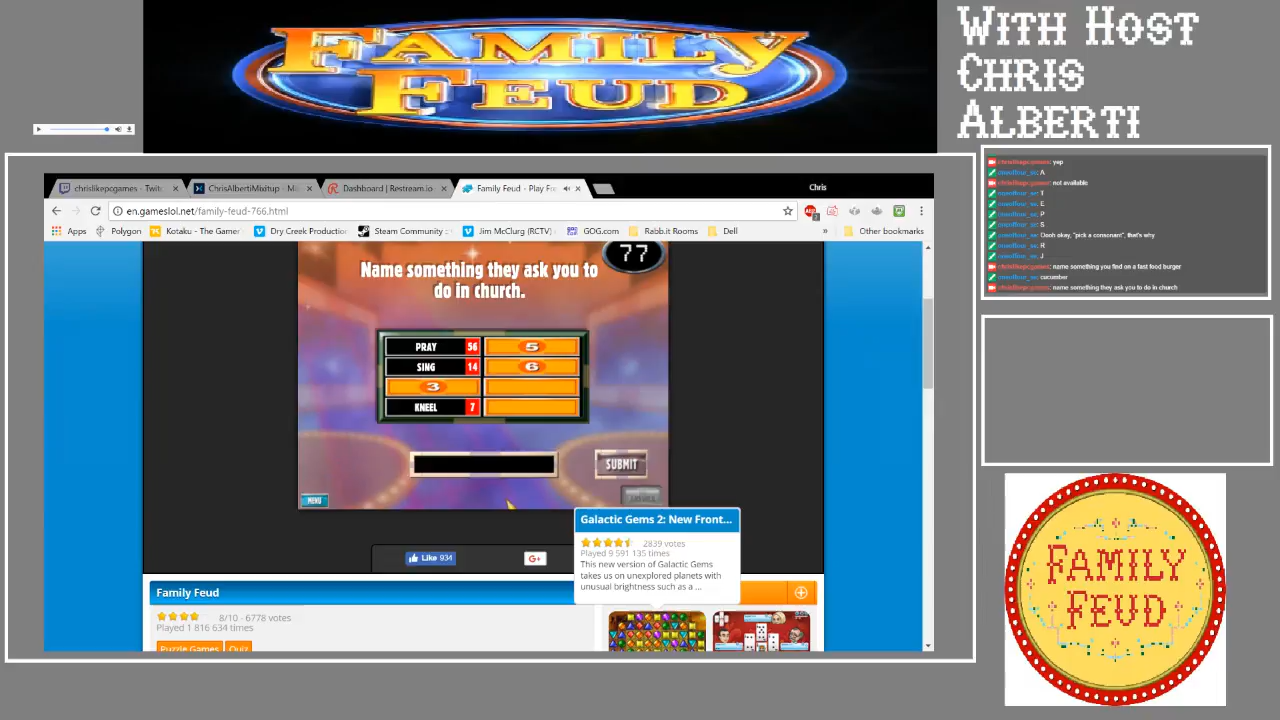 FAMILY
FEUD
WITH HOST
CHRIS
ALBERTI
chrislikepcgames: yep
A
chrislikepcgames: not available
T
E
P
S
Oooh okay, "pick a consonant", that's why
R
J
chrislikepcgames: name something you find on a fast food burger
cucumber
chrislikepcgames: name something they ask you to do in church
chrislikepcgames - Twitc
ChrisAlbertiMixitup - Mi
Dashboard | Restream.io
Family Feud - Play Fo
Chris
en.gameslol.net/family-feud-766.html
Apps
Polygon
Kotaku - The Gamer
Dry Creek Production
Steam Community ::
Jim McClurg (RCTV)
GOG.com
Rabb.it Rooms
Dell
»
Other bookmarks
77
Name something they ask you to
do in church.
PRAY 56
5
SING 14
6
3
KNEEL 7
SUBMIT
MENU
Galactic Gems 2: New Front...
2839 votes
Played 9 591 135 times
This new version of Galactic Gems
takes us on unexplored planets with
unusual brightness such as a ...
Like 934
G+
Family Feud
8/10 - 6778 votes
Played 1 816 634 times
Puzzle Games
Quiz
FAMILY
FEUD